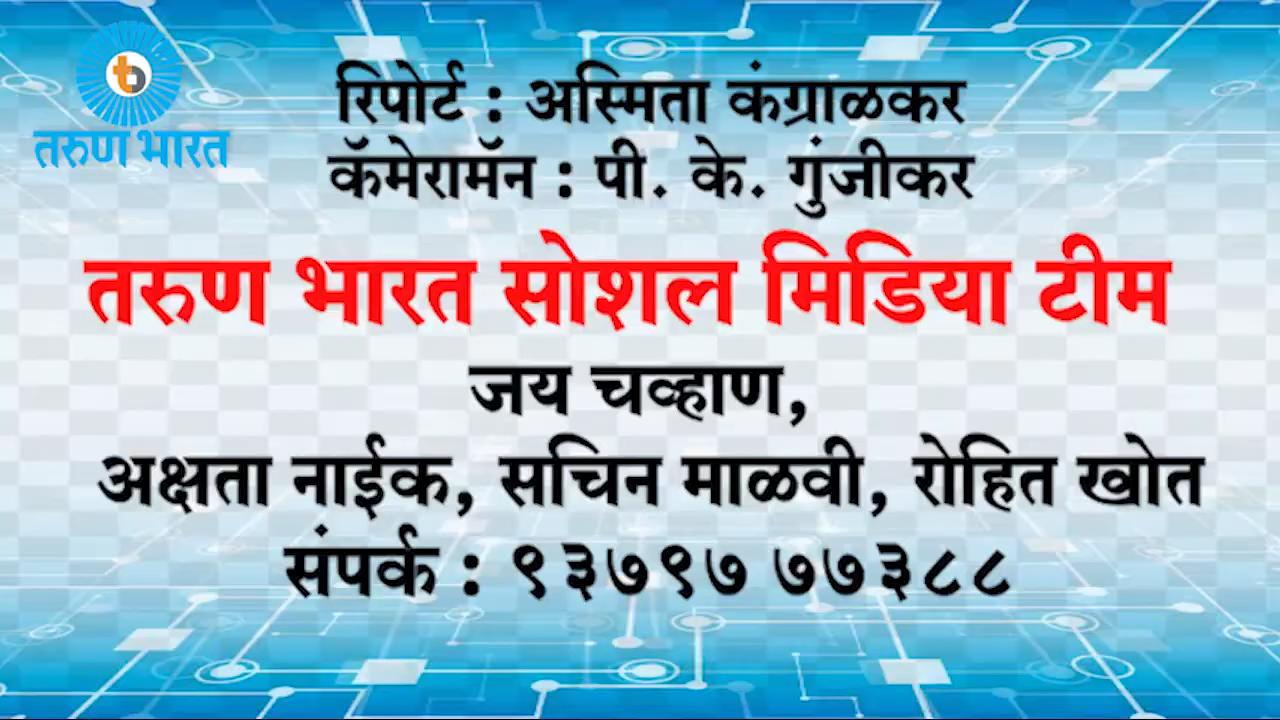 तरुण भारत
रिपोर्ट : अस्मिता कंग्राळकर
कॅमेरामॅन : पी. के. गुंजीकर
तरुण भारत सोशल मिडिया टीम
जय चव्हाण,
अक्षता नाईक, सचिन माळवी, रोहित खोत
संपर्क : ९३७९७ ७७३८८